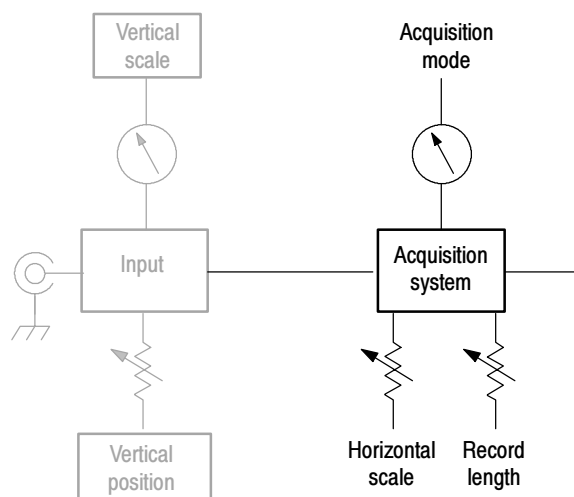 Vertical
scale
Acquisition
mode
Input
Acquisition
system
Vertical
position
Horizontal
scale
Record
length